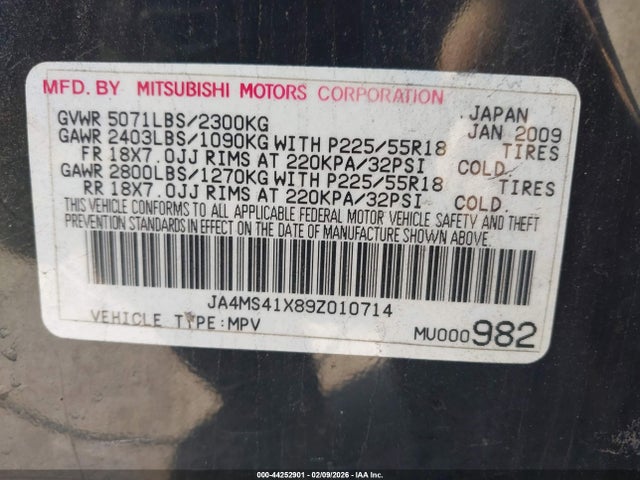 MFD. BY MITSUBISHI MOTORS CORPORATION
GVWR 5071LBS/2300KG JAPAN JAN 2009
GAWR 2403LBS/1090KG WITH P225/55R18 TIRES
FR 18X7.0JJ RIMS AT 220KPA/32PSI COLD.
GAWR 2800LBS/1270KG WITH P225/55R18 TIRES
RR 18X7.0JJ RIMS AT 220KPA/32PSI COLD.
THIS VEHICLE CONFORMS TO ALL APPLICABLE FEDERAL MOTOR VEHICLE SAFETY AND THEFT
PREVENTION STANDARDS IN EFFECT ON THE DATE OF MANUFACTURE SHOWN ABOVE.
JA4MS41X89Z010714
VEHICLE TYPE:MPV MU000982
000-44252901 - 02/09/2026 - IAA Inc.